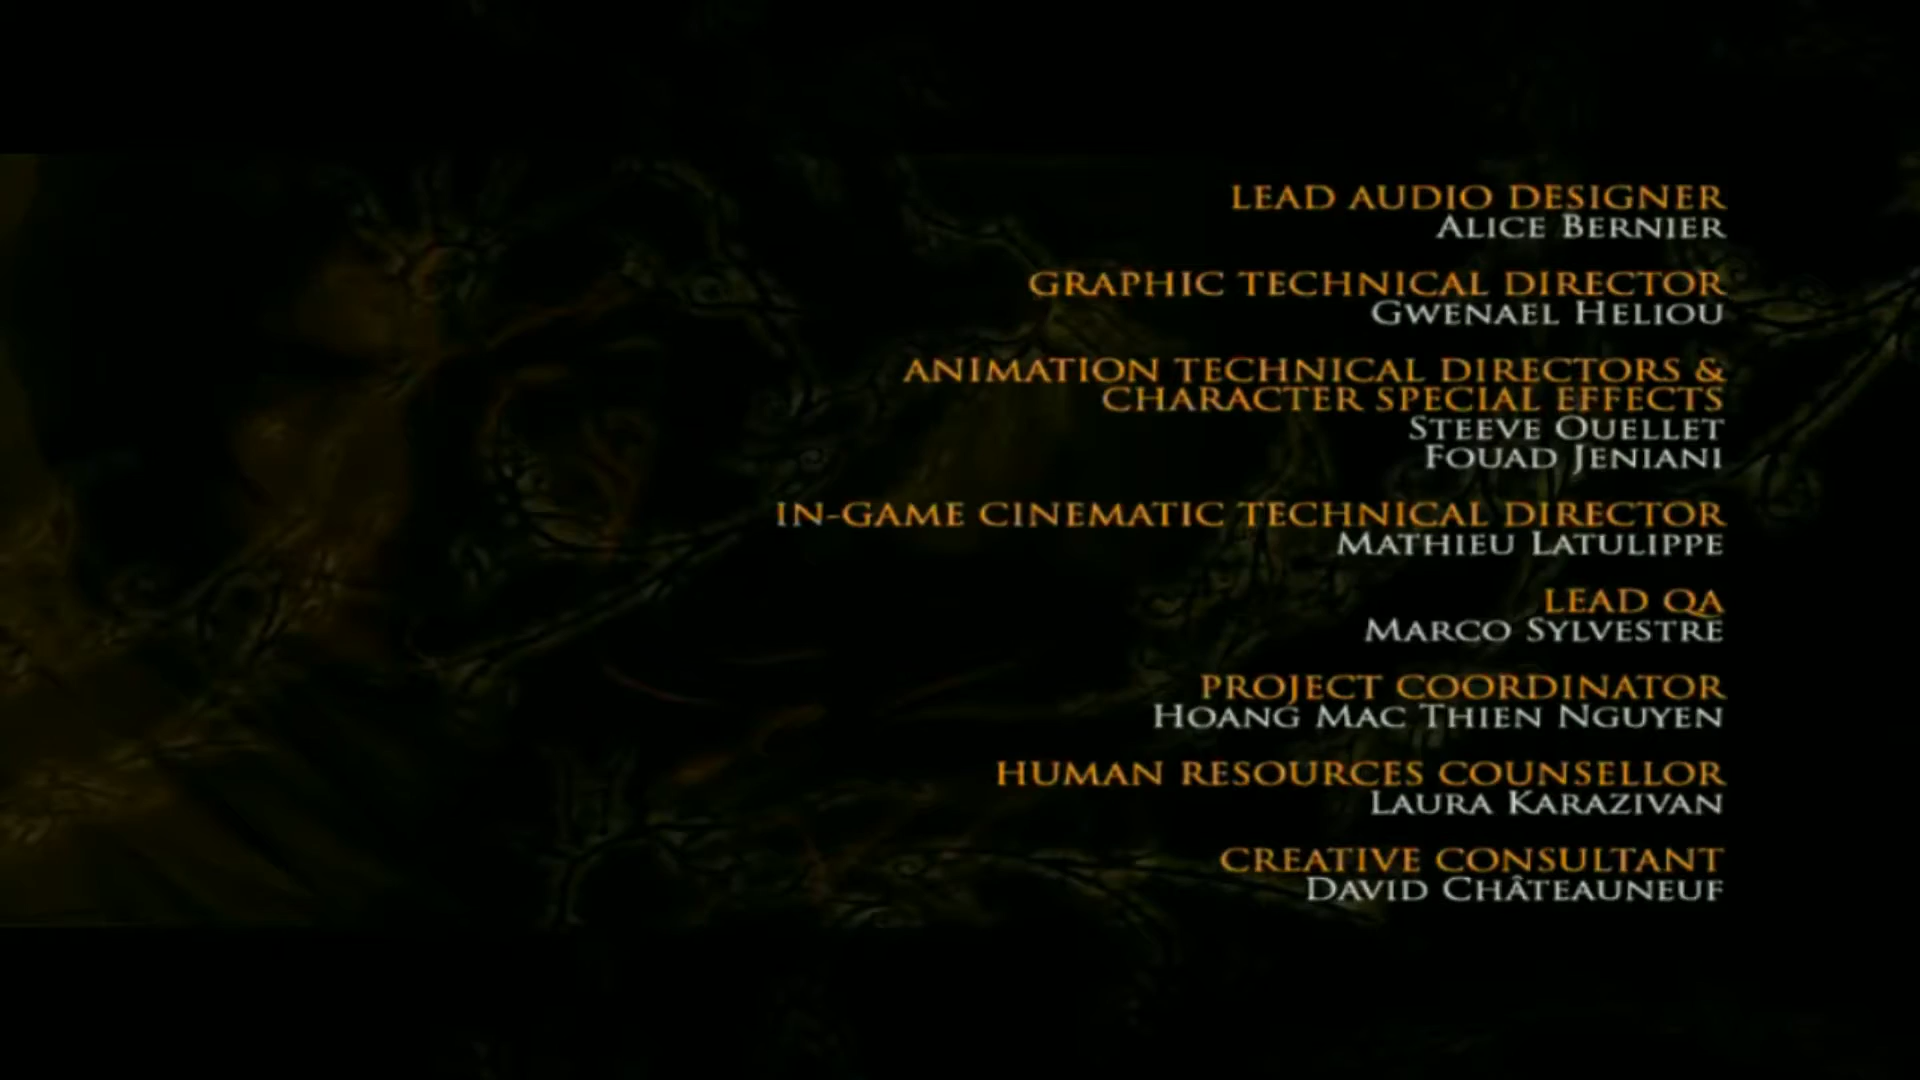 LEAD AUDIO DESIGNER
ALICE BERNIER
GRAPHIC TECHNICAL DIRECTOR
GWENAEL HELIOU
ANIMATION TECHNICAL DIRECTORS &
CHARACTER SPECIAL EFFECTS
STEEVE OUELLET
FOUAD JENIANI
IN-GAME CINEMATIC TECHNICAL DIRECTOR
MATHIEU LATULIPPE
LEAD QA
MARCO SYLVESTRE
PROJECT COORDINATOR
HOANG MAC THIEN NGUYEN
HUMAN RESOURCES COUNSELLOR
LAURA KARAZIVAN
CREATIVE CONSULTANT
DAVID CHÂTEAUNEUF